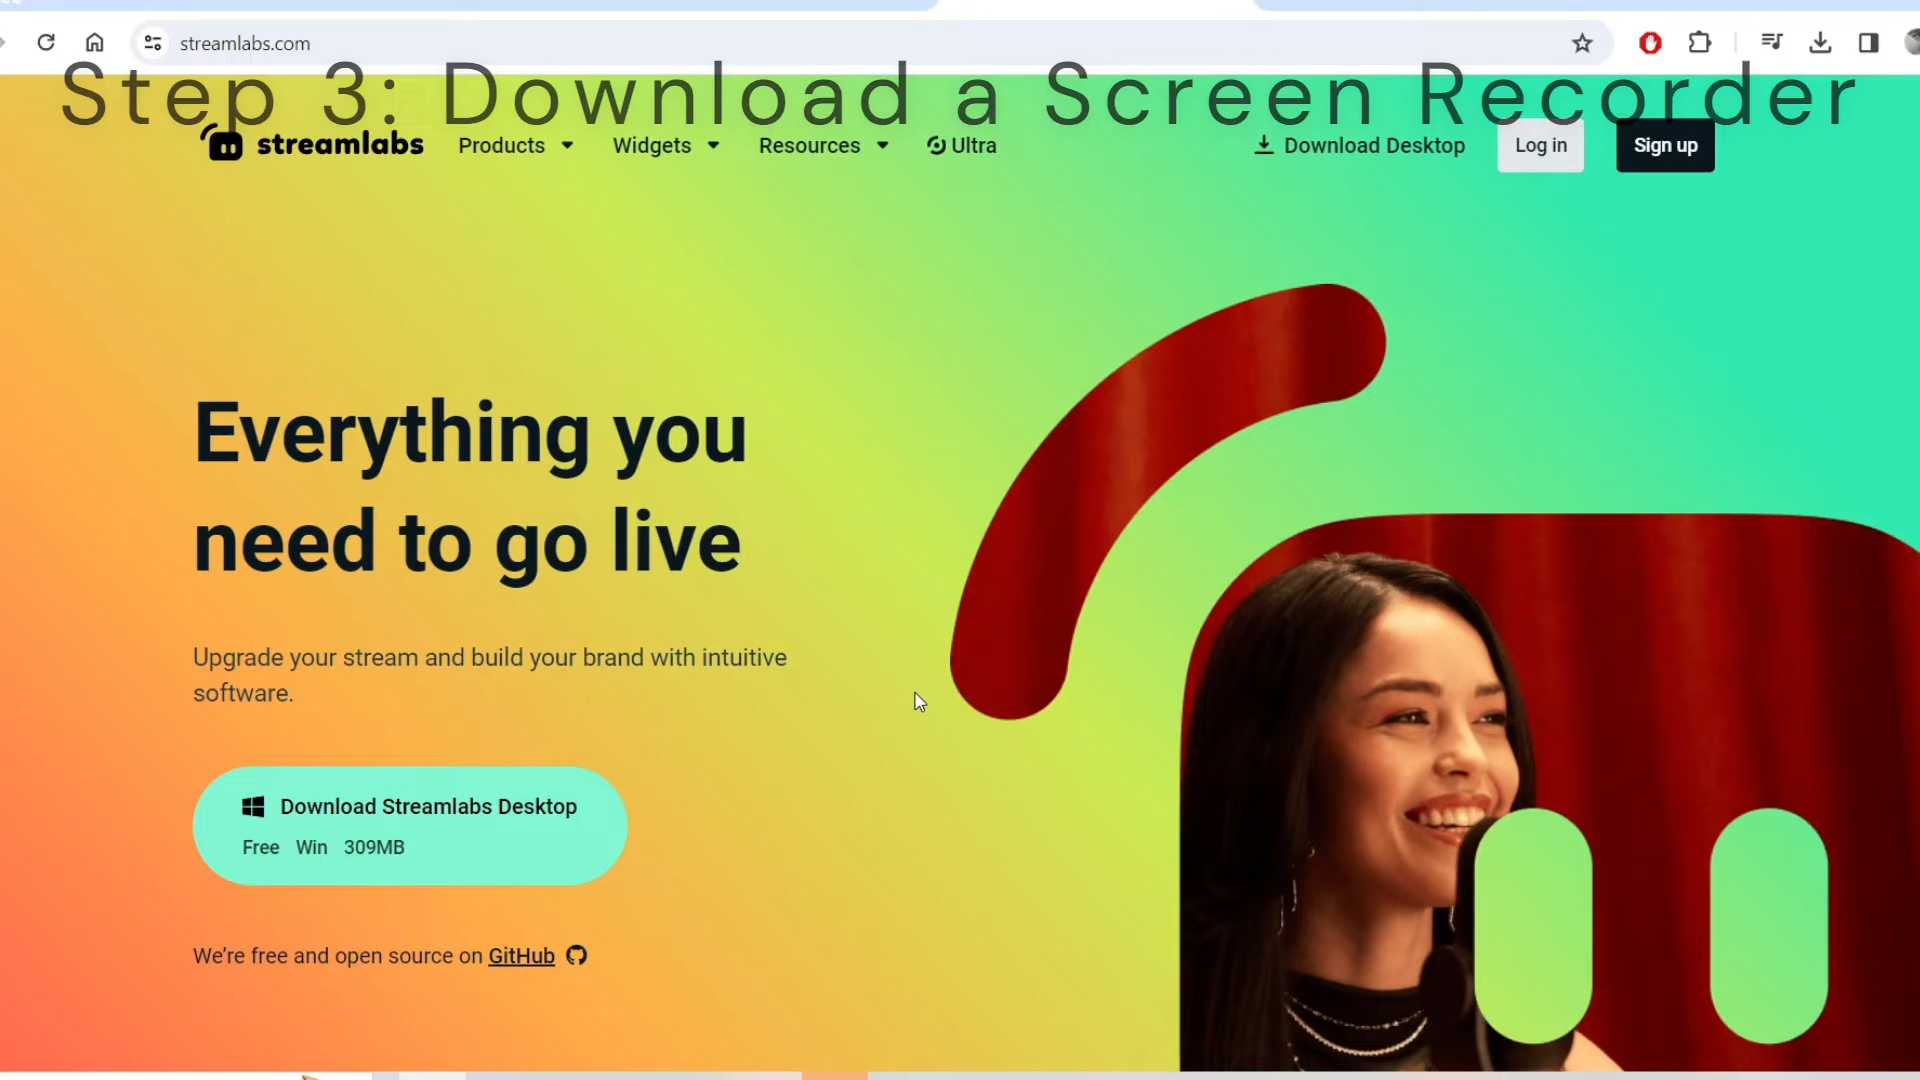 streamlabs.com
Step 3: Download a Screen Recorder
streamlabs Products Widgets Resources Ultra Download Desktop Log in Sign up
Everything you
need to go live
Upgrade your stream and build your brand with intuitive
software.
Download Streamlabs Desktop
Free Win 309MB
We're free and open source on GitHub